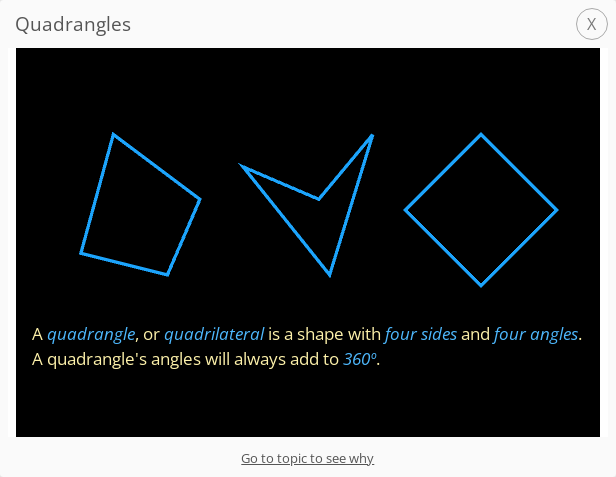 Quadrangles
X
A quadrangle, or quadrilateral is a shape with four sides and four angles.
A quadrangle's angles will always add to 360º.
Go to topic to see why